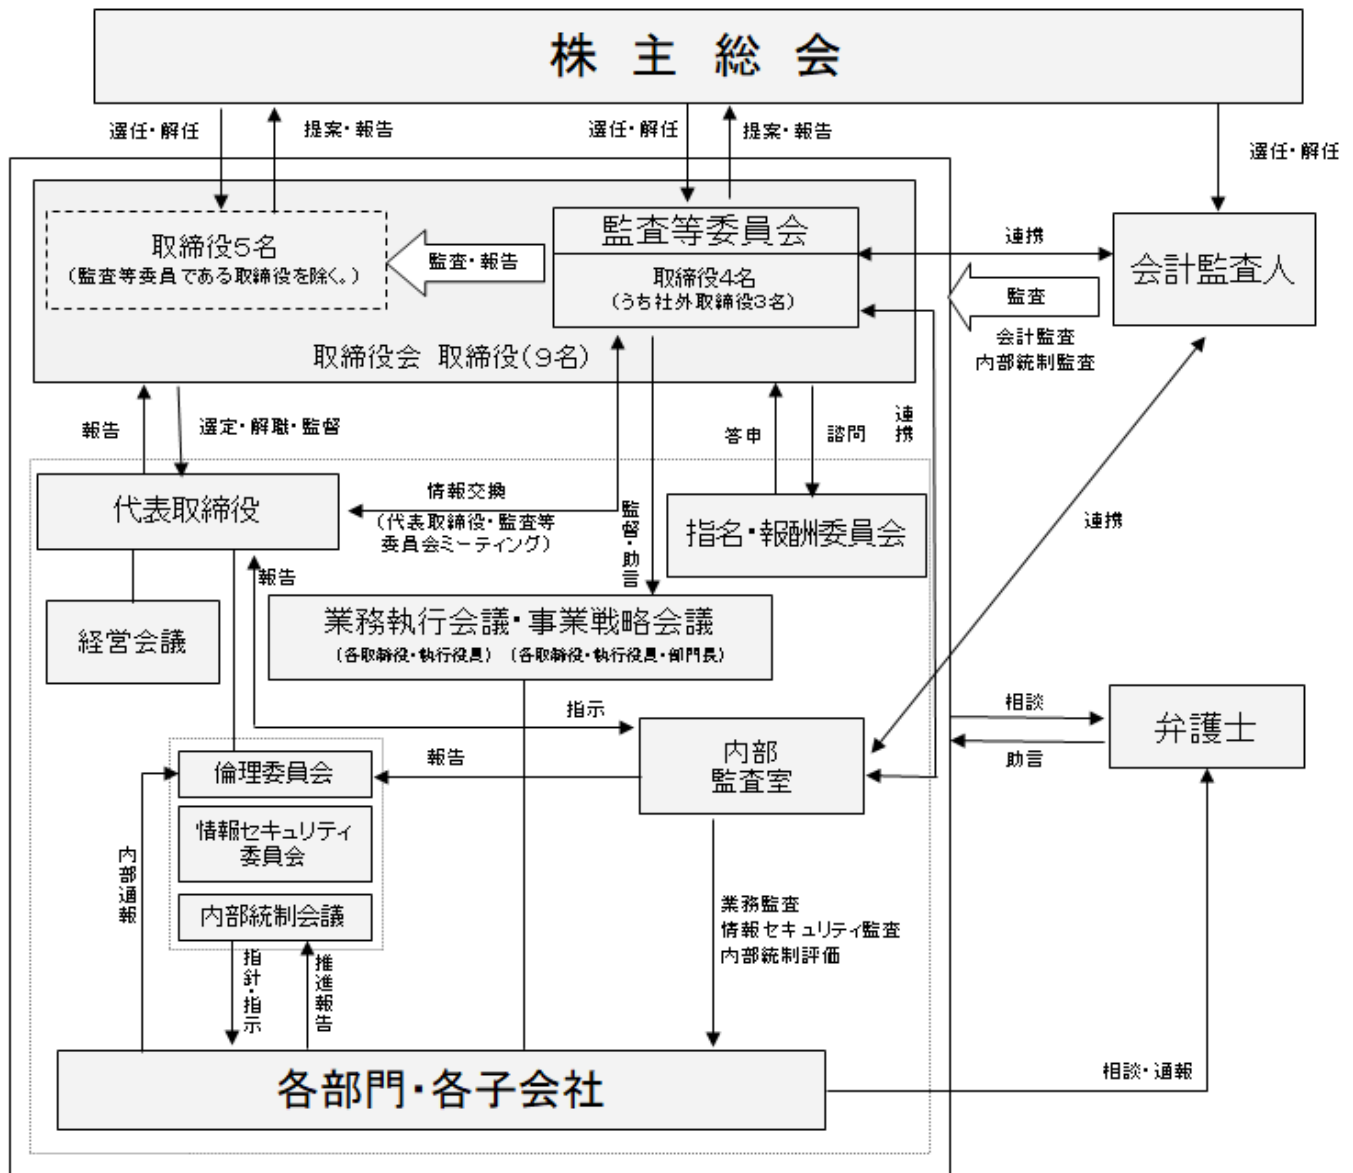 株主総会
選任・解任
提案・報告
選任・解任
提案・報告
選任・解任
取締役5名
(監査等委員である取締役を除く。)
監査・報告
監査等委員会
取締役4名
(うち社外取締役3名)
取締役会 取締役(9名)
連携
監査
会計監査
内部統制監査
会計監査人
報告
選定・解職・監督
答申
諮問
連携
代表取締役
情報交換
(代表取締役・監査等
委員会ミーティング)
監督・助言
指名・報酬委員会
連携
報告
経営会議
業務執行会議・事業戦略会議
(各取締役・執行役員) (各取締役・執行役員・部門長)
指示
内部
監査室
相談
助言
弁護士
報告
倫理委員会
情報セキュリティ
委員会
内部統制会議
内部通報
指針・指示
推進報告
業務監査
情報セキュリティ監査
内部統制評価
各部門・各子会社
相談・通報